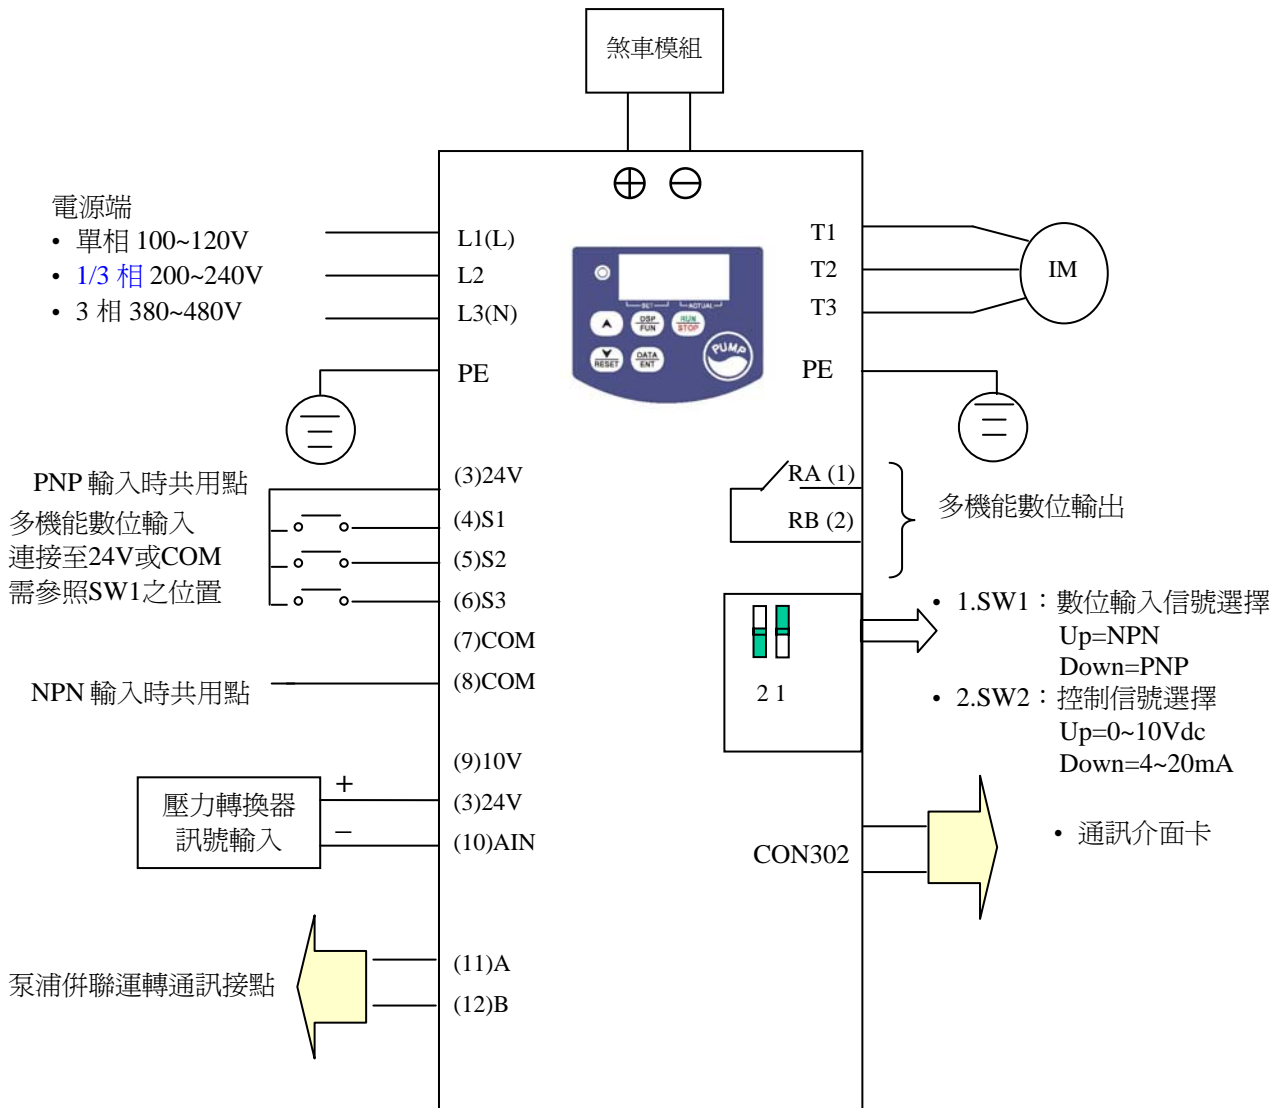 煞車模組
電源端
• 單相 100~120V
• 1/3 相 200~240V
• 3 相 380~480V
L1(L)
L2
L3(N)
PE
T1
T2
T3
PE
IM
SET
ACTUAL
DSP
FUN
RUN
STOP
RESET
DATA
ENT
PUMP
PNP 輸入時共用點
多機能數位輸入
連接至24V或COM
需參照SW1之位置
NPN 輸入時共用點
(3)24V
(4)S1
(5)S2
(6)S3
(7)COM
(8)COM
(9)10V
(3)24V
(10)AIN
(11)A
(12)B
RA (1)
RB (2)
多機能數位輸出
2 1
• 1.SW1：數位輸入信號選擇
Up=NPN
Down=PNP
• 2.SW2：控制信號選擇
Up=0~10Vdc
Down=4~20mA
壓力轉換器
訊號輸入
+
–
CON302
• 通訊介面卡
泵浦併聯運轉通訊接點